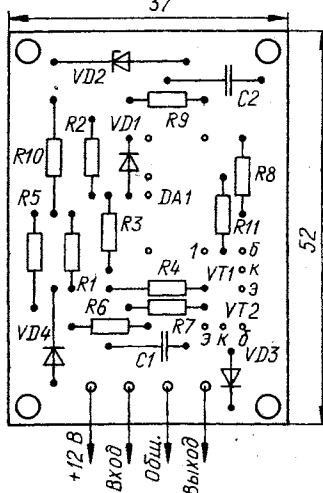 37
VD2
C2
R2
VD1
R9
R10
R8
R5
DA1
R3
R11
1
б
R1
R4
VT1
к
э
R6
VT2
R7
э к б
VD4
C1
VD3
52
+12 В
Вход
Общ.
Выход